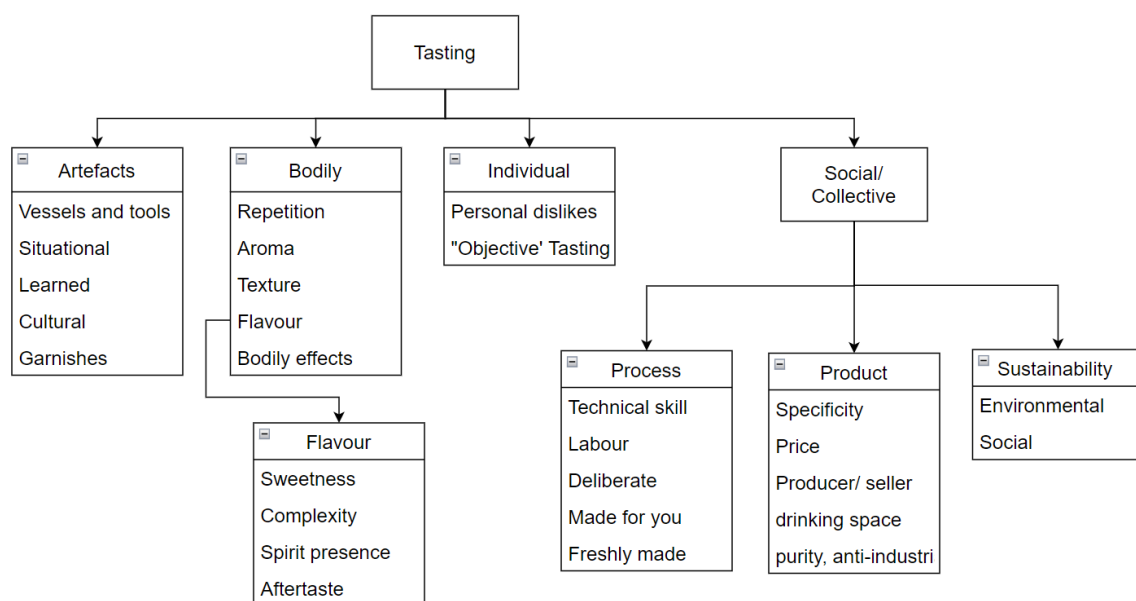 Tasting
Artefacts
Vessels and tools
Situational
Learned
Cultural
Garnishes
Bodily
Repetition
Aroma
Texture
Flavour
Bodily effects
Individual
Personal dislikes
"Objective' Tasting
Social/
Collective
Flavour
Sweetness
Complexity
Spirit presence
Aftertaste
Process
Technical skill
Labour
Deliberate
Made for you
Freshly made
Product
Specificity
Price
Producer/ seller
drinking space
purity, anti-industri
Sustainability
Environmental
Social